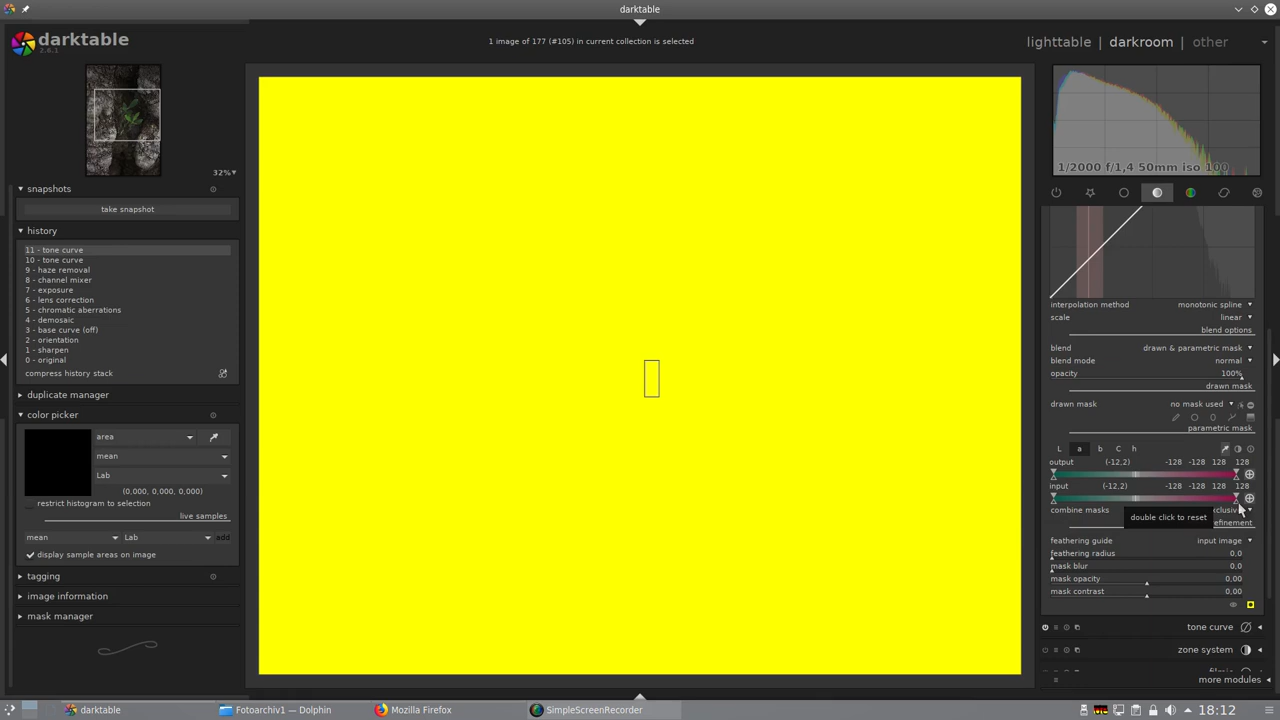 darktable
darktable
2.6.1
1 image of 177 (#105) in current collection is selected
lighttable | darkroom | other
32%
1/2000 f/1,4 50mm iso 100
snapshots
take snapshot
history
11 - tone curve
10 - tone curve
9 - haze removal
8 - channel mixer
7 - exposure
6 - lens correction
5 - chromatic aberrations
4 - demosaic
3 - base curve (off)
2 - orientation
1 - sharpen
0 - original
compress history stack
duplicate manager
color picker
area
mean
Lab
(0,000, 0,000, 0,000)
restrict histogram to selection
live samples
mean Lab add
display sample areas on image
tagging
image information
mask manager
interpolation method monotonic spline
scale linear
blend options
blend drawn & parametric mask
blend mode normal
opacity 100%
drawn mask
drawn mask no mask used
parametric mask
L a b C h
output (-12,2) -128 -128 128 128
input (-12,2) -128 -128 128 128
combine masks
double click to reset
feathering guide input image
feathering radius 0,0
mask blur 0,0
mask opacity 0,00
mask contrast 0,00
tone curve
zone system
more modules
darktable
Fotoarchiv1 — Dolphin
Mozilla Firefox
SimpleScreenRecorder
18:12